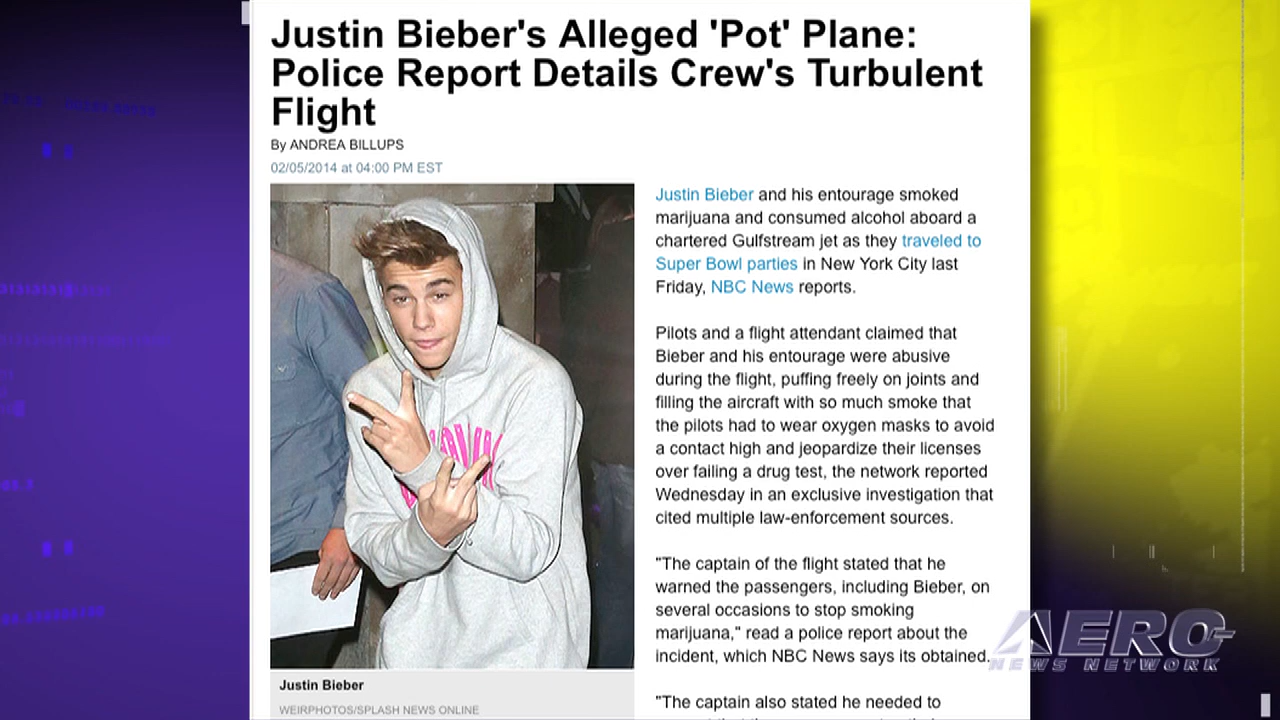 Justin Bieber's Alleged 'Pot' Plane:
Police Report Details Crew's Turbulent
Flight
By ANDREA BILLUPS
02/05/2014 at 04:00 PM EST
Justin Bieber and his entourage smoked
marijuana and consumed alcohol aboard a
chartered Gulfstream jet as they traveled to
Super Bowl parties in New York City last
Friday, NBC News reports.
Pilots and a flight attendant claimed that
Bieber and his entourage were abusive
during the flight, puffing freely on joints and
filling the aircraft with so much smoke that
the pilots had to wear oxygen masks to avoid
a contact high and jeopardize their licenses
over failing a drug test, the network reported
Wednesday in an exclusive investigation that
cited multiple law-enforcement sources.
"The captain of the flight stated that he
warned the passengers, including Bieber, on
several occasions to stop smoking
marijuana," read a police report about the
incident, which NBC News says its obtained.
"The captain also stated he needed to
Justin Bieber
WEIRPHOTOS/SPLASH NEWS ONLINE
AERO
NEWS NETWORK